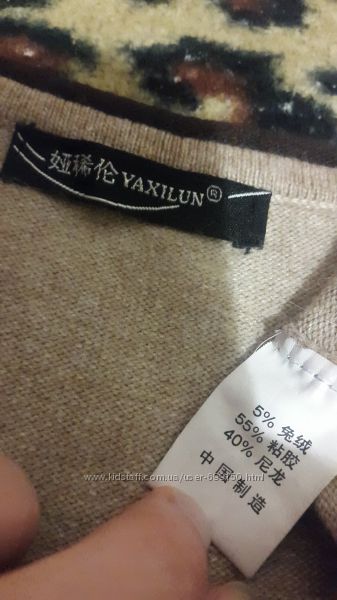 娅稀伦 YAXILUN®
5% 兔绒
55% 粘胶
40% 尼龙
中国制造